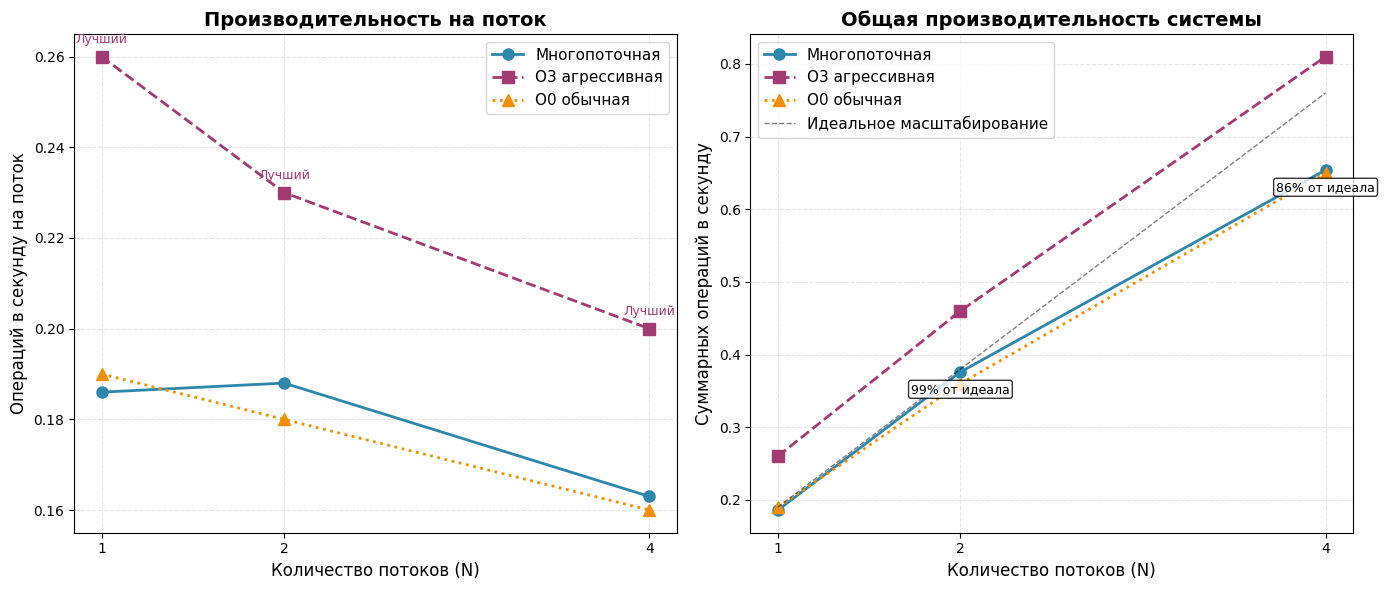 Производительность на поток
Операций в секунду на поток
0.26
0.24
0.22
0.20
0.18
0.16
Лучший
Лучший
Лучший
Многопоточная
O3 агрессивная
O0 обычная
1
2
4
Количество потоков (N)
Общая производительность системы
Суммарных операций в секунду
0.8
0.7
0.6
0.5
0.4
0.3
0.2
Многопоточная
O3 агрессивная
O0 обычная
Идеальное масштабирование
86% от идеала
99% от идеала
1
2
4
Количество потоков (N)